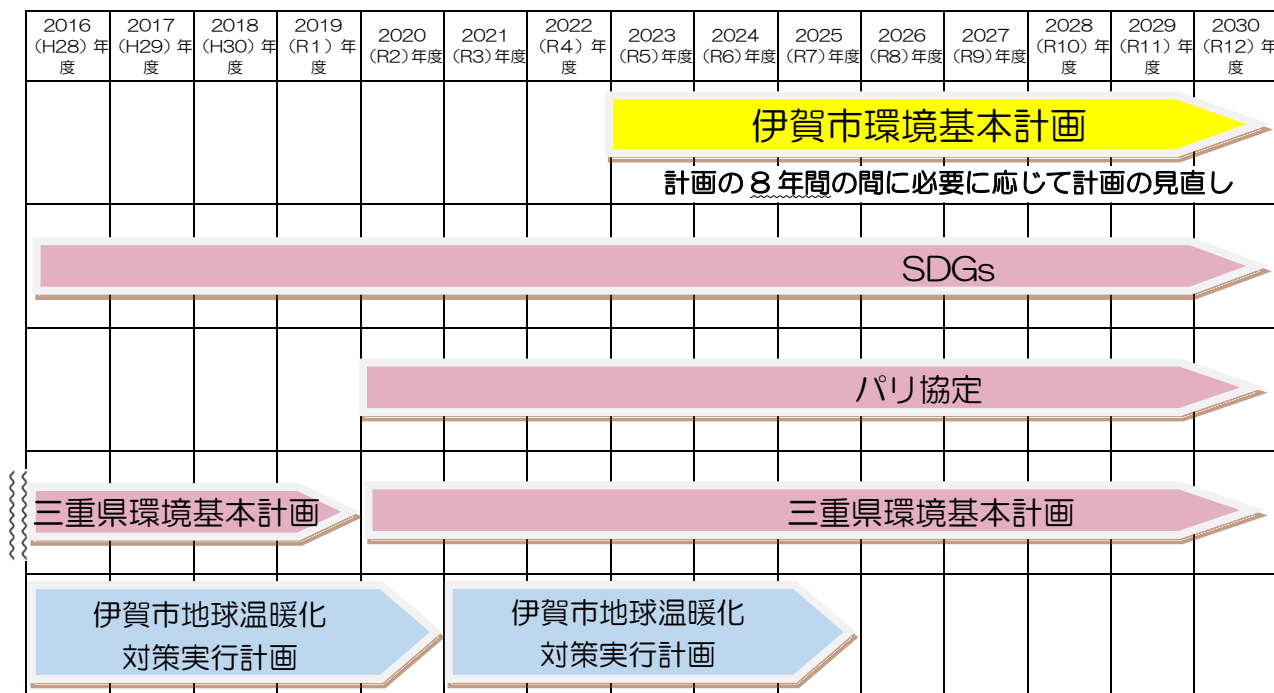 2016
(H28)年
度
2017
(H29)年
度
2018
(H30)年
度
2019
(R1)年
度
2020
(R2)年度
2021
(R3)年度
2022
(R4)年
度
2023
(R5)年度
2024
(R6)年度
2025
(R7)年度
2026
(R8)年度
2027
(R9)年度
2028
(R10)年
度
2029
(R11)年
度
2030
(R12)年
度
伊賀市環境基本計画
計画の8年間の間に必要に応じて計画の見直し
SDGs
パリ協定
三重県環境基本計画
三重県環境基本計画
伊賀市地球温暖化
対策実行計画
伊賀市地球温暖化
対策実行計画